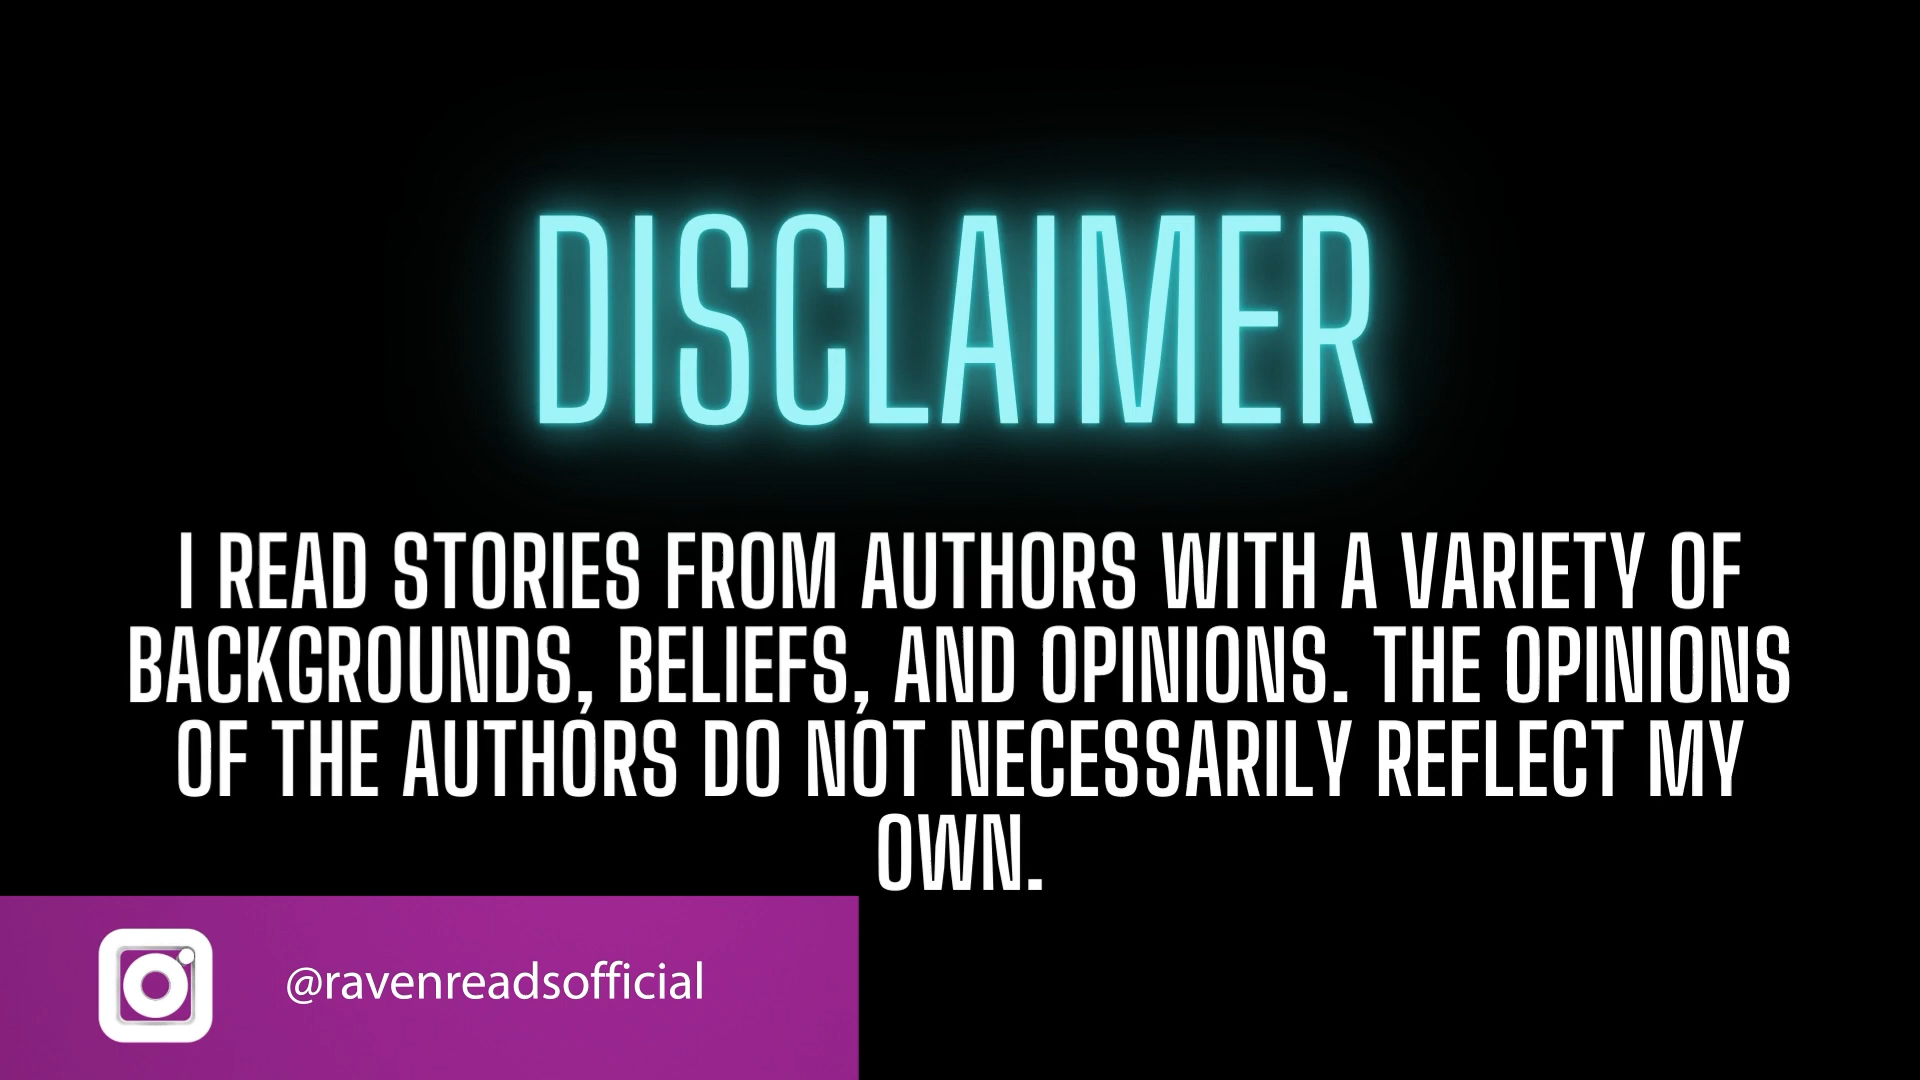 DISCLAIMER
I READ STORIES FROM AUTHORS WITH A VARIETY OF
BACKGROUNDS, BELIEFS, AND OPINIONS. THE OPINIONS
OF THE AUTHORS DO NOT NECESSARILY REFLECT MY
OWN.
@ravenreadsofficial